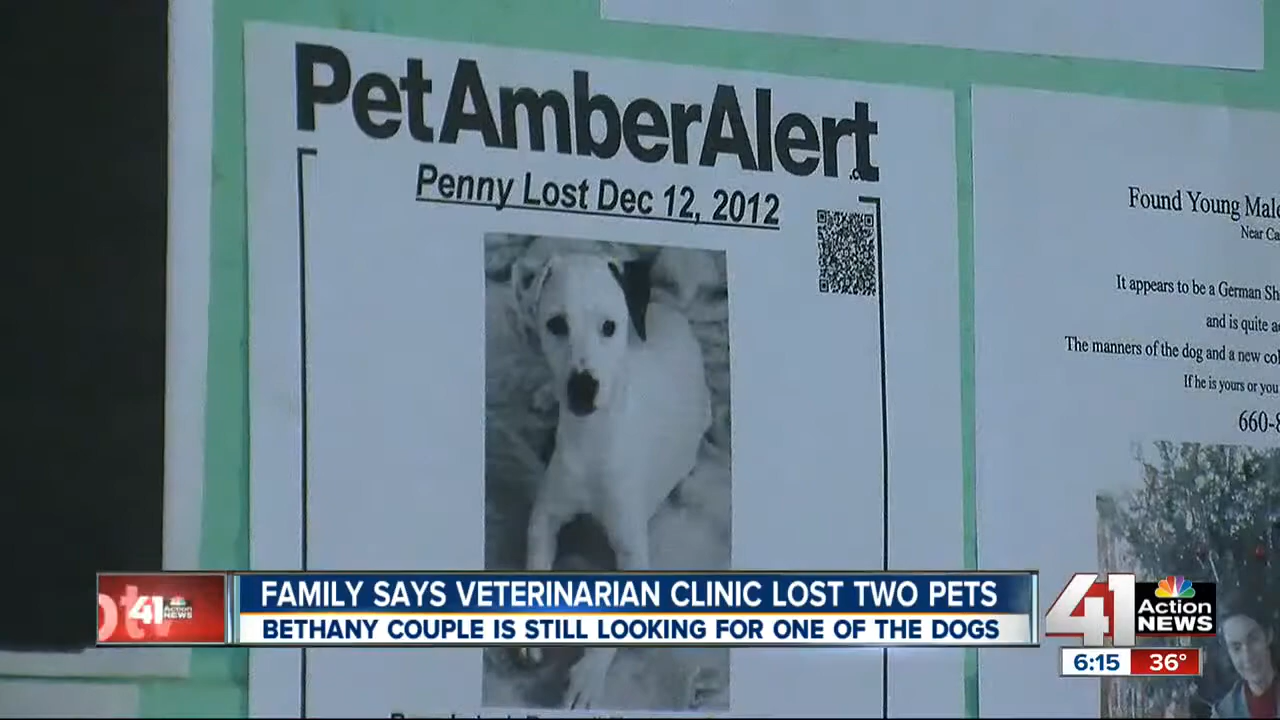 PetAmberAlert
Penny Lost Dec 12, 2012
Found Young Male
Near Ca
It appears to be a German Sh
and is quite a
The manners of the dog and a new col
If he is yours or you
660-8
FAMILY SAYS VETERINARIAN CLINIC LOST TWO PETS
BETHANY COUPLE IS STILL LOOKING FOR ONE OF THE DOGS
41 Action
NEWS
41 Action
NEWS
6:15 36°